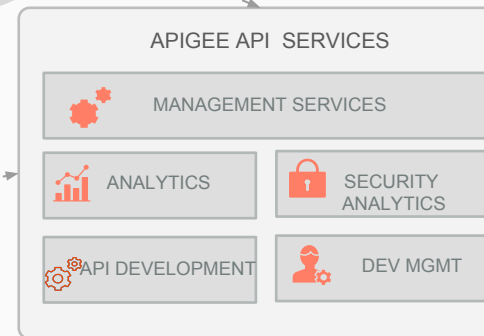 APIGEE API SERVICES
MANAGEMENT SERVICES
ANALYTICS
SECURITY
ANALYTICS
API DEVELOPMENT
DEV MGMT